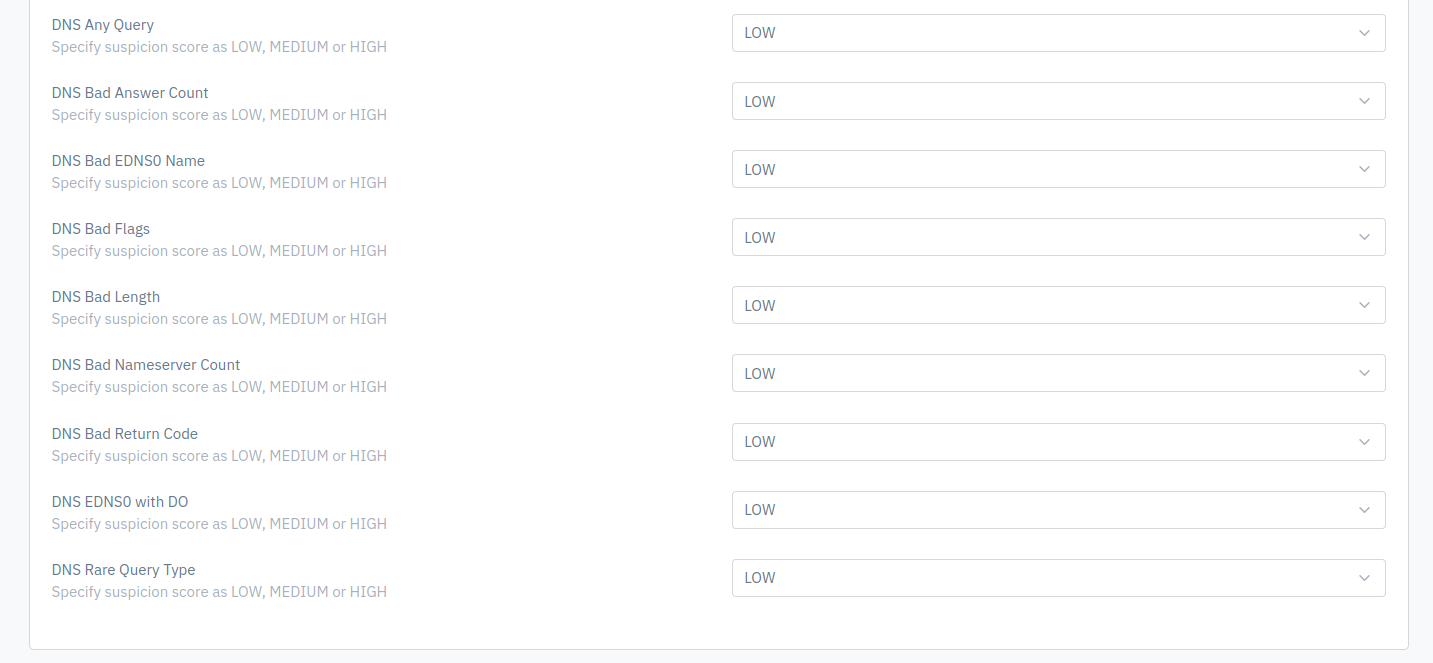 DNS Any Query
Specify suspicion score as LOW, MEDIUM or HIGH
LOW
DNS Bad Answer Count
Specify suspicion score as LOW, MEDIUM or HIGH
LOW
DNS Bad EDNS0 Name
Specify suspicion score as LOW, MEDIUM or HIGH
LOW
DNS Bad Flags
Specify suspicion score as LOW, MEDIUM or HIGH
LOW
DNS Bad Length
Specify suspicion score as LOW, MEDIUM or HIGH
LOW
DNS Bad Nameserver Count
Specify suspicion score as LOW, MEDIUM or HIGH
LOW
DNS Bad Return Code
Specify suspicion score as LOW, MEDIUM or HIGH
LOW
DNS EDNS0 with DO
Specify suspicion score as LOW, MEDIUM or HIGH
LOW
DNS Rare Query Type
Specify suspicion score as LOW, MEDIUM or HIGH
LOW